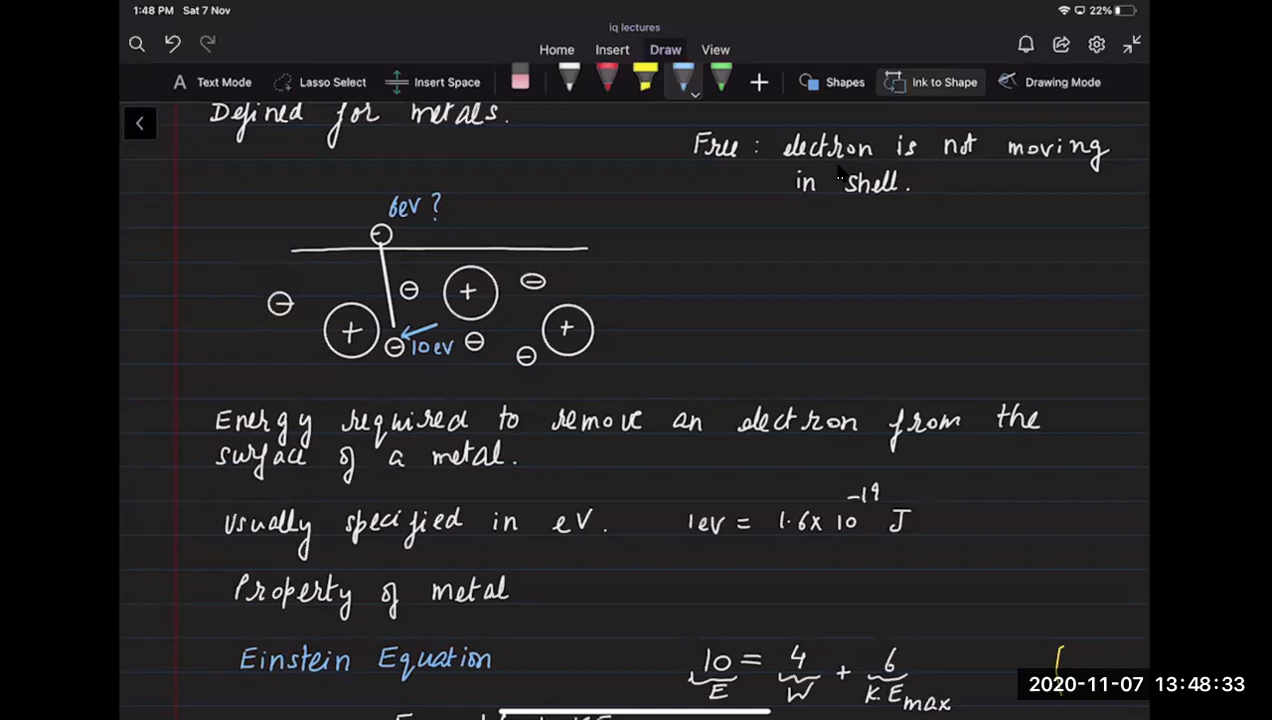 1:48 PM Sat 7 Nov
22%
iq lectures
Home Insert Draw View
Text Mode Lasso Select Insert Space Shapes Ink to Shape Drawing Mode
Defined for metals.
Free : electron is not moving
in shell.
6eV ?
10 eV
Energy required to remove an electron from the
surface of a metal.
Usually specified in eV. 1eV = 1.6x 10⁻¹⁹ J
Property of metal
Einstein Equation
10 = 4 + 6
E W K.Emax
2020-11-07 13:48:33